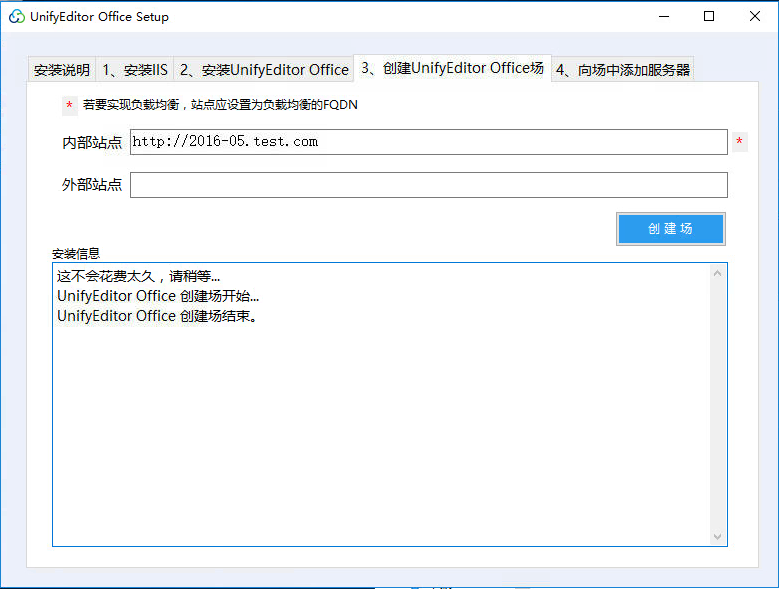 UnifyEditor Office Setup
安装说明 1、安装IIS 2、安装UnifyEditor Office 3、创建UnifyEditor Office场 4、向场中添加服务器
* 若要实现负载均衡，站点应设置为负载均衡的FQDN
内部站点 http://2016-05.test.com *
外部站点
创 建 场
安装信息
这不会花费太久，请稍等...
UnifyEditor Office 创建场开始...
UnifyEditor Office 创建场结束。